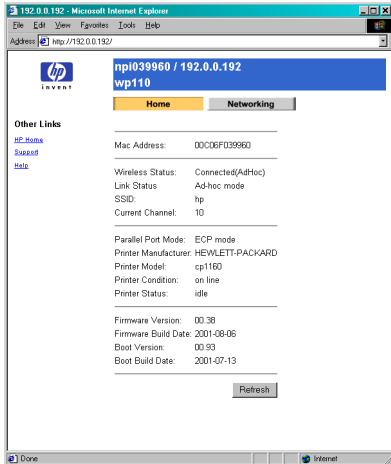 192.0.0.192 - Microsoft Internet Explorer
File Edit View Favorites Tools Help
Address http://192.0.0.192/
hp
invent
npi039960 / 192.0.0.192
wp110
Home Networking
Other Links
HP Home
Support
Help
Mac Address: 00C06F039960
Wireless Status: Connected(AdHoc)
Link Status Ad-hoc mode
SSID: hp
Current Channel: 10
Parallel Port Mode: ECP mode
Printer Manufacturer: HEWLETT-PACKARD
Printer Model: cp1160
Printer Condition: on line
Printer Status: idle
Firmware Version: 00.38
Firmware Build Date: 2001-08-06
Boot Version: 00.93
Boot Build Date: 2001-07-13
Refresh
Done Internet